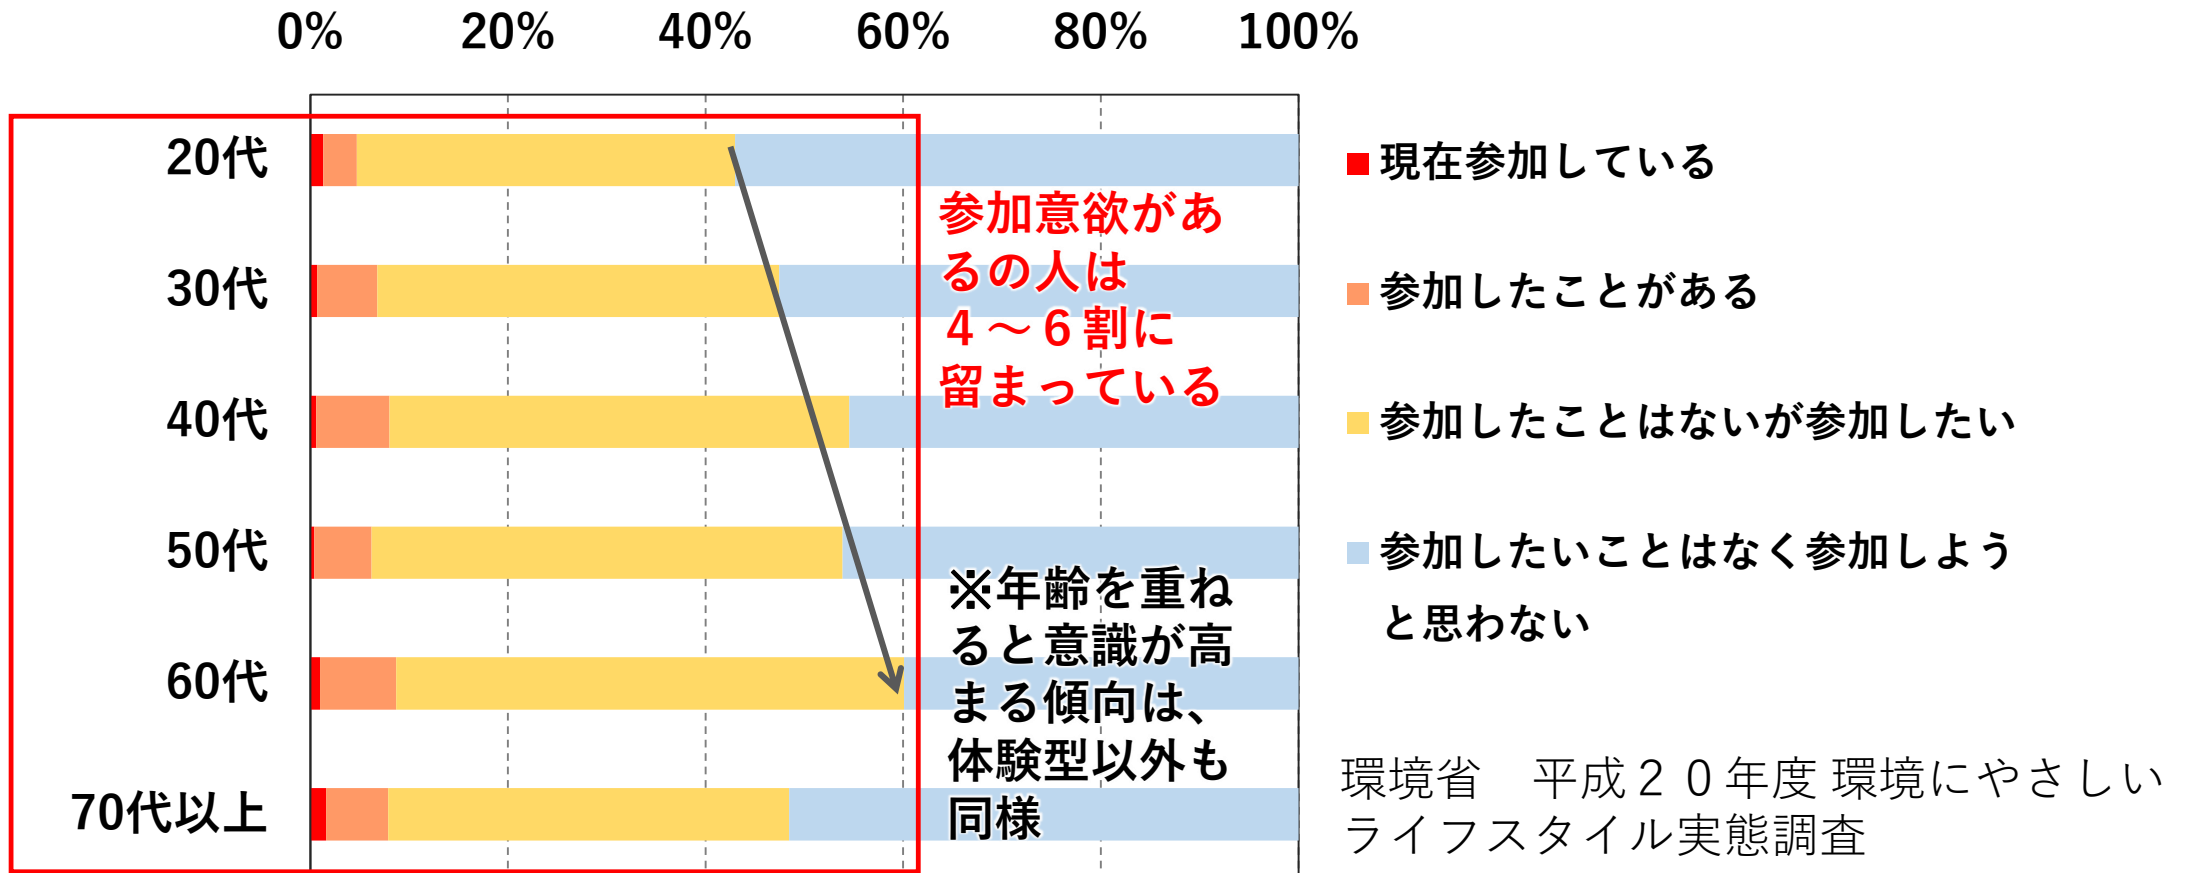 0% 20% 40% 60% 80% 100%
20代
30代
40代
50代
60代
70代以上
参加意欲があ
るの人は
４～６割に
留まっている
※年齢を重ね
ると意識が高
まる傾向は、
体験型以外も
同様
現在参加している
参加したことがある
参加したことはないが参加したい
参加したいことはなく参加しよう
と思わない
環境省　平成２０年度 環境にやさしい
ライフスタイル実態調査